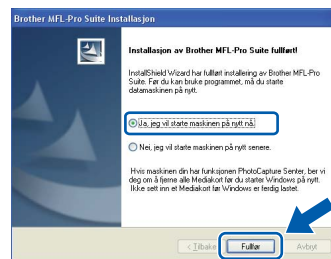 Brother MFL-Pro Suite Installasjon
Installasjon av Brother MFL-Pro Suite fullført!
InstallShield Wizard har fullført installering av Brother MFL-Pro
Suite. Før du kan bruke programmet, må du starte
datamaskinen på nytt.
Ja, jeg vil starte maskinen på nytt nå.
Nei, jeg vil starte maskinen på nytt senere.
Hvis maskinen din har funksjonen PhotoCapture Senter, ber vi
deg om å fjerne alle Mediakort før du starter Windows på nytt.
Ikke sett inn et Mediakort før Windows er ferdig lastet.
< Tilbake
Fullfør
Avbryt